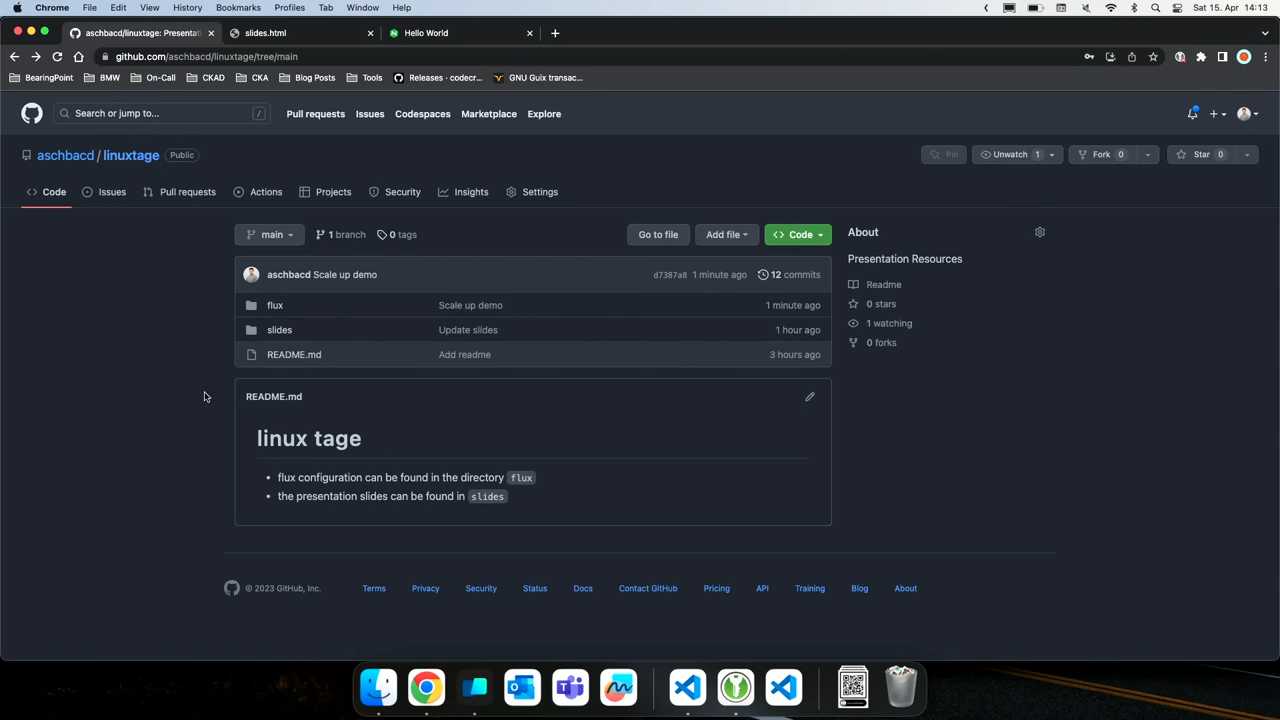 Chrome File Edit View History Bookmarks Profiles Tab Window Help Sat 15. Apr 14:13
aschbacd/linuxtage: Presentati × slides.html × Hello World × +
github.com/aschbacd/linuxtage/tree/main
BearingPoint BMW On-Call CKAD CKA Blog Posts Tools Releases · codecr... GNU Guix transac...
Search or jump to... / Pull requests Issues Codespaces Marketplace Explore
aschbacd / linuxtage Public Pin Unwatch 1 Fork 0 Star 0
Code Issues Pull requests Actions Projects Security Insights Settings
main 1 branch 0 tags Go to file Add file Code
About
Presentation Resources
aschbacd Scale up demo d7387a8 1 minute ago 12 commits
Readme
flux Scale up demo 1 minute ago
0 stars
slides Update slides 1 hour ago
1 watching
README.md Add readme 3 hours ago
0 forks
README.md
linux tage
• flux configuration can be found in the directory flux
• the presentation slides can be found in slides
© 2023 GitHub, Inc. Terms Privacy Security Status Docs Contact GitHub Pricing API Training Blog About